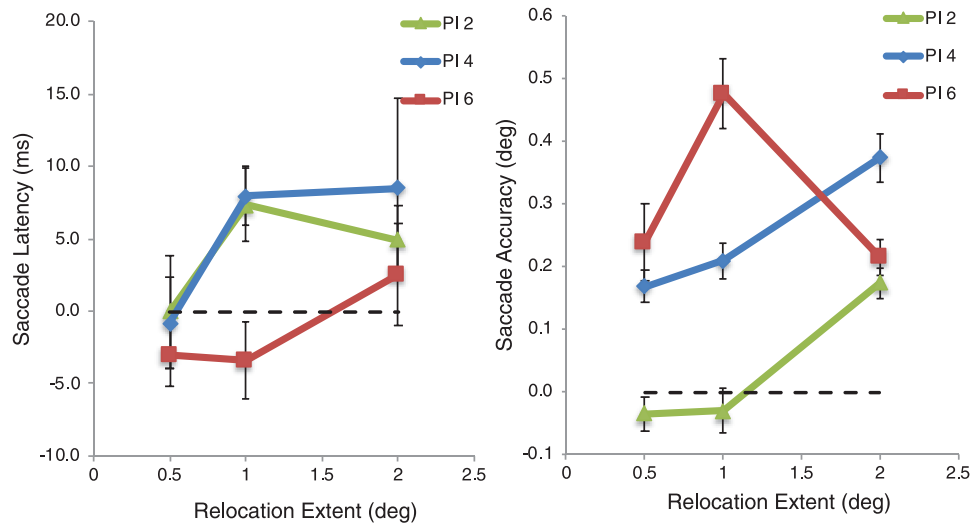 20.0
15.0
10.0
5.0
0.0
-5.0
-10.0
0
0.5
1
1.5
2
2.5
Saccade Latency (ms)
Relocation Extent (deg)
PI 2
PI 4
PI 6
0.6
0.5
0.4
0.3
0.2
0.1
0.0
-0.1
0
0.5
1
1.5
2
2.5
Saccade Accuracy (deg)
Relocation Extent (deg)
PI 2
PI 4
PI 6